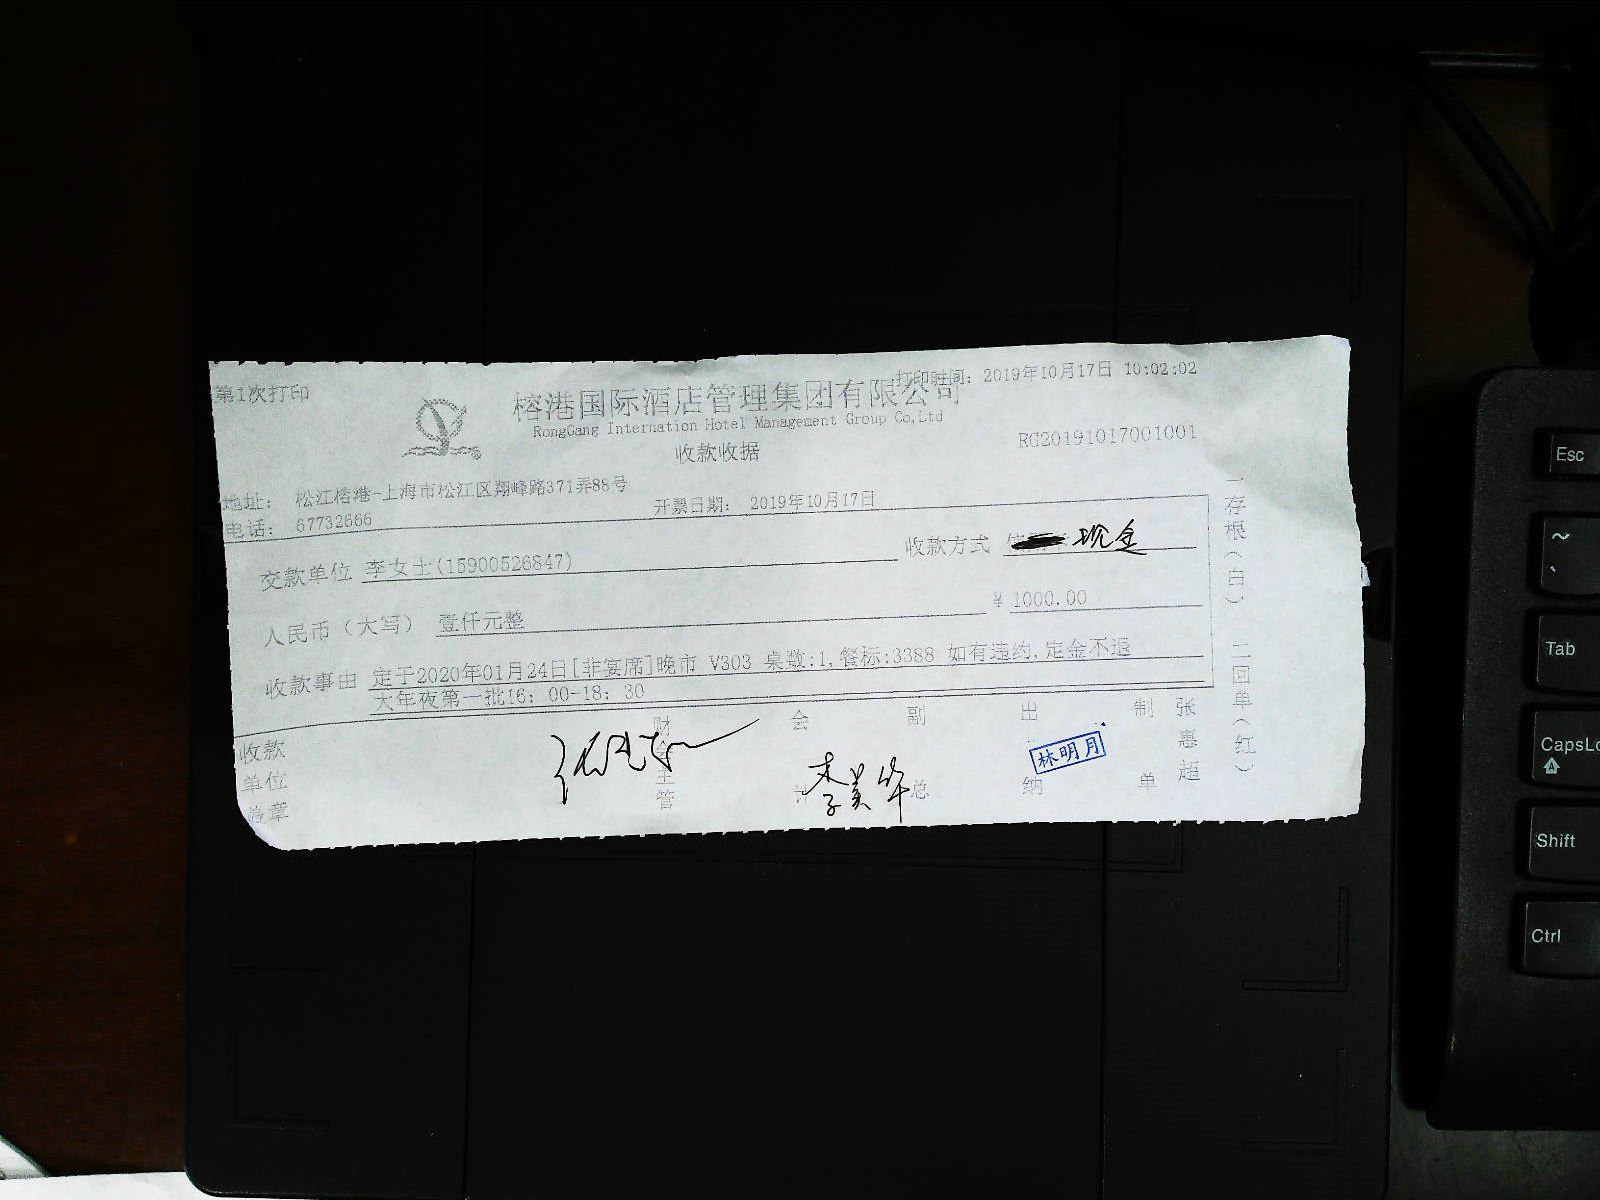 第1次打印
打印时间: 2019年10月17日 10:02:02
榕港国际酒店管理集团有限公司
RongGang Internation Hotel Management Group Co,Ltd
收款收据
RG20191017001001
地址: 松江榕港-上海市松江区翔峰路371弄88号
电话: 67732666
开票日期: 2019年10月17日
交款单位 李女士(15900526847)
收款方式 现金
人民币（大写） 壹仟元整
¥ 1000.00
收款事由 定于2020年01月24日[非宴席]晚市 V303 桌数:1,餐标:3388 如有违约,定金不退
大年夜第一批16: 00-18: 30
收款单位盖章
财务主管
会计 李美华
副总
出纳 林明月
制单 张惠超
一存根(白) 二回单(红)
Esc
~
、
Tab
CapsLo
Shift
Ctrl